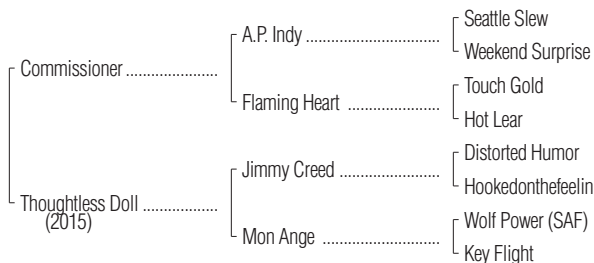 Seattle Slew
A.P. Indy ................................
Weekend Surprise
Commissioner ......................
Touch Gold
Flaming Heart ......................
Hot Lear
Distorted Humor
Jimmy Creed ........................
Hookedonthefeelin
Thoughtless Doll ..................
(2015)
Wolf Power (SAF)
Mon Ange ............................
Key Flight